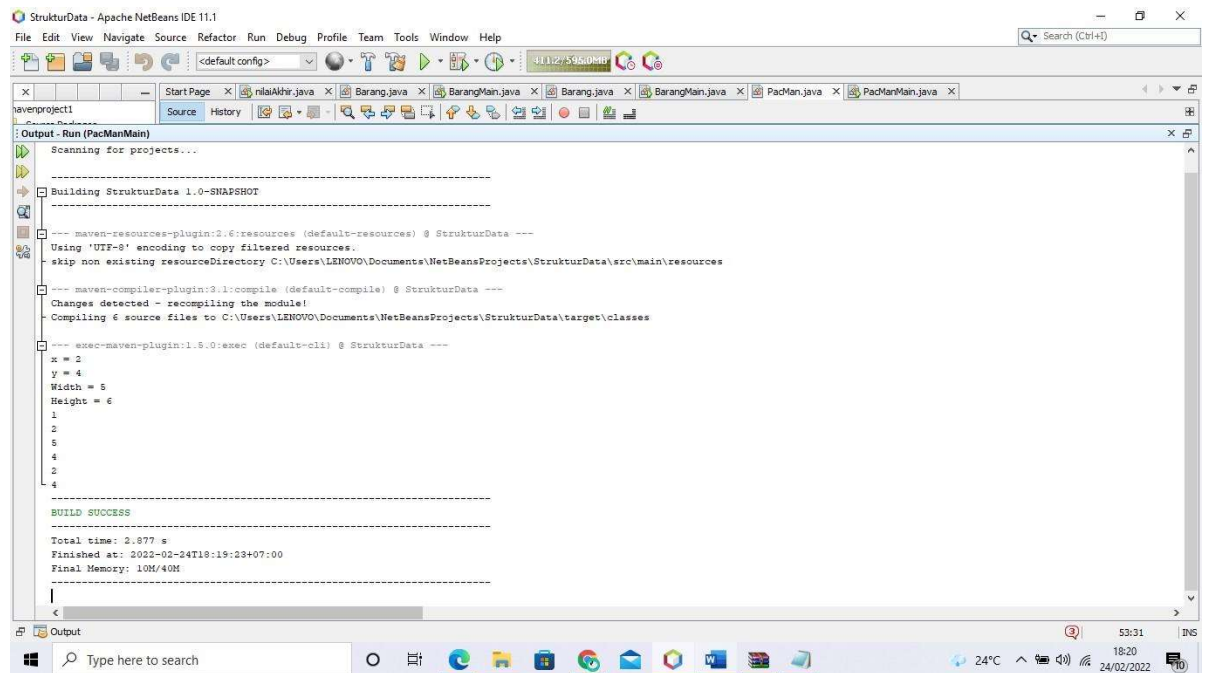 StrukturData - Apache NetBeans IDE 11.1
File Edit View Navigate Source Refactor Run Debug Profile Team Tools Window Help
Search (Ctrl+I)
<default config>
Start Page nilaiAkhir.java Barang.java BarangMain.java Barang.java BarangMain.java PacMan.java PacManMain.java
Source History
Output - Run (PacManMain)
Scanning for projects...
------------------------------------------------------------------------
Building StrukturData 1.0-SNAPSHOT
------------------------------------------------------------------------
--- maven-resources-plugin:2.6:resources (default-resources) @ StrukturData ---
Using 'UTF-8' encoding to copy filtered resources.
skip non existing resourceDirectory C:\Users\LENOVO\Documents\NetBeansProjects\StrukturData\src\main\resources
--- maven-compiler-plugin:3.1:compile (default-compile) @ StrukturData ---
Changes detected - recompiling the module!
Compiling 6 source files to C:\Users\LENOVO\Documents\NetBeansProjects\StrukturData\target\classes
--- exec-maven-plugin:1.5.0:exec (default-cli) @ StrukturData ---
x = 2
y = 4
Width = 5
Height = 6
1
2
5
4
2
4
------------------------------------------------------------------------
BUILD SUCCESS
------------------------------------------------------------------------
Total time: 2.877 s
Finished at: 2022-02-24T18:19:23+07:00
Final Memory: 10M/40M
------------------------------------------------------------------------
Output
3 53:31 INS
Type here to search
24°C
18:20
24/02/2022